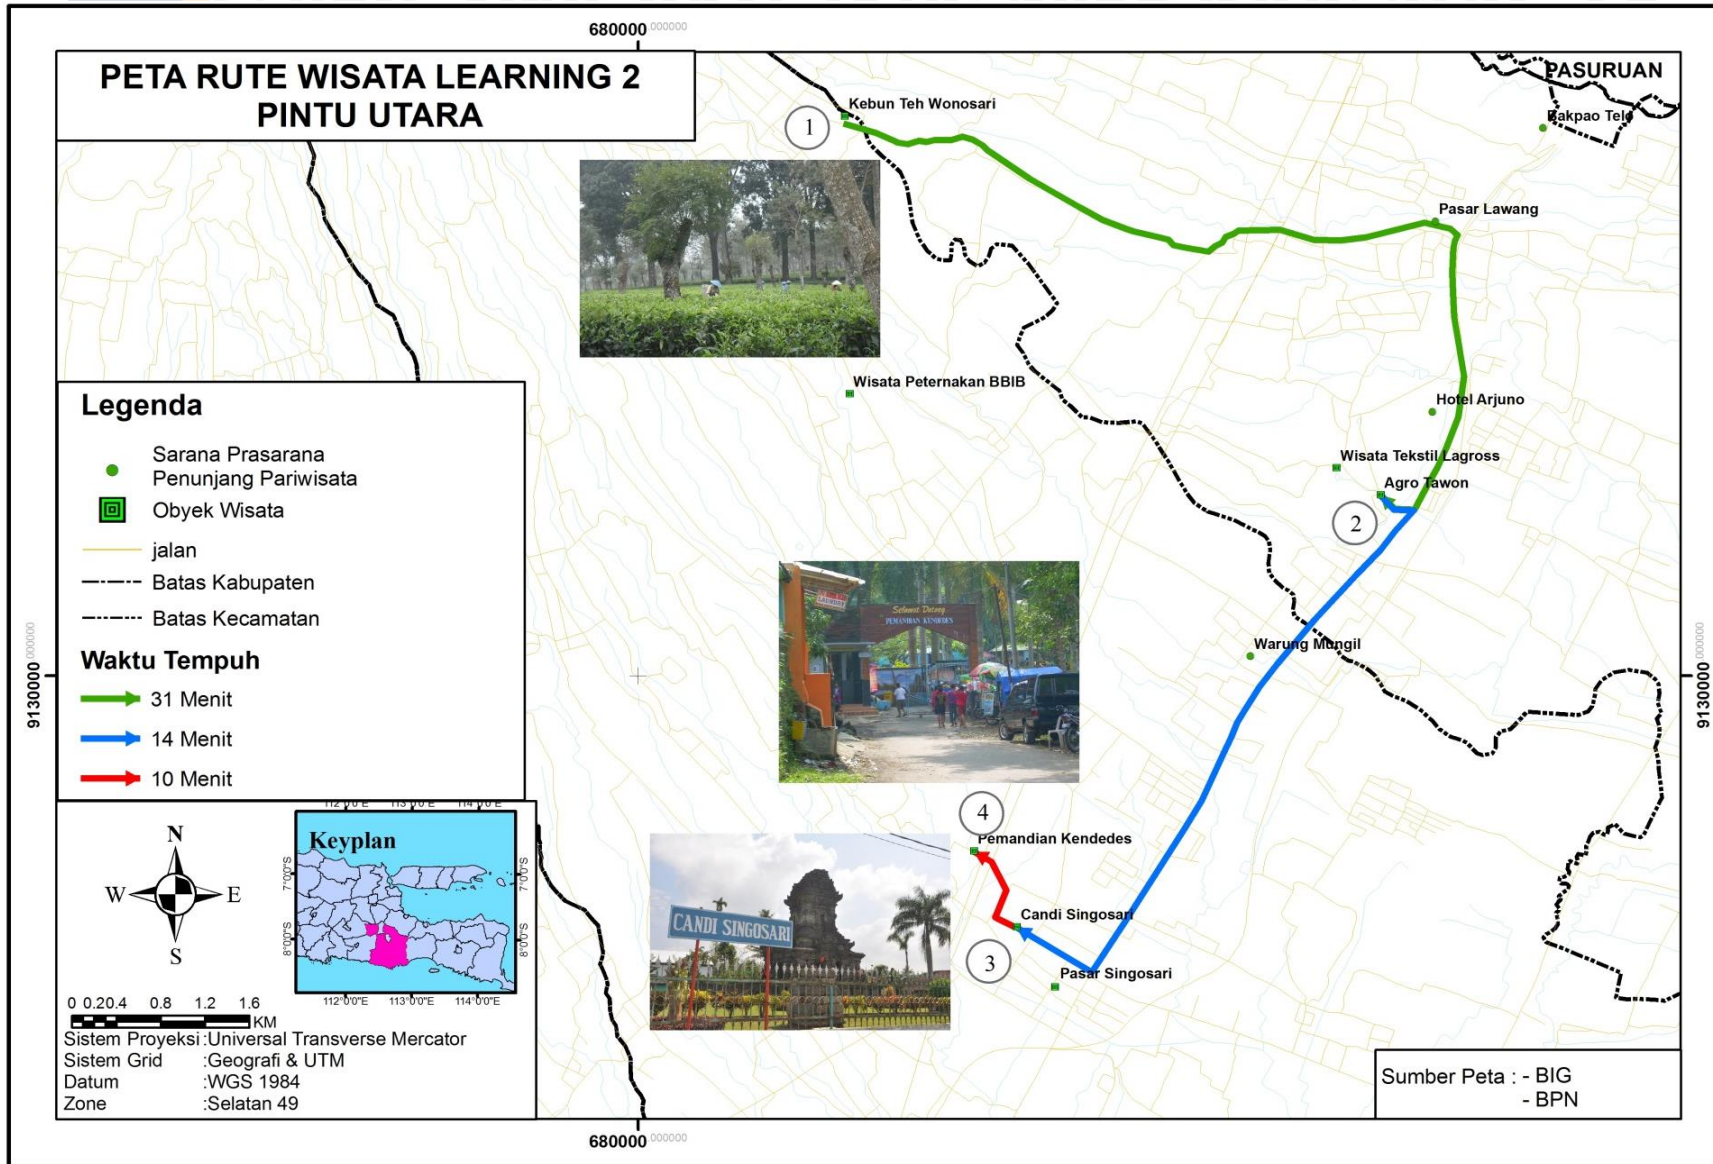 680000.000000
PETA RUTE WISATA LEARNING 2
PINTU UTARA
PASURUAN
Kebun Teh Wonosari
1
Bakpao Telo
Pasar Lawang
Wisata Peternakan BBIB
Hotel Arjuno
Wisata Tekstil Lagross
Agro Tawon
2
Legenda
Sarana Prasarana
Penunjang Pariwisata
Obyek Wisata
jalan
Batas Kabupaten
Batas Kecamatan
Waktu Tempuh
31 Menit
14 Menit
10 Menit
9130000.000000
9130000.000000
Selamat Datang
PEMANDIAN KENDEDES
Warung Mungil
4
Pemandian Kendedes
CANDI SINGOSARI
Candi Singosari
3
Pasar Singosari
N
W
E
S
112°0'0"E 113°0'0"E 114°0'0"E
Keyplan
7°0'0"S
7°0'0"S
8°0'0"S
8°0'0"S
112°0'0"E 113°0'0"E 114°0'0"E
0 0.20.4 0.8 1.2 1.6
KM
Sistem Proyeksi :Universal Transverse Mercator
Sistem Grid :Geografi & UTM
Datum :WGS 1984
Zone :Selatan 49
Sumber Peta : - BIG
- BPN
680000.000000